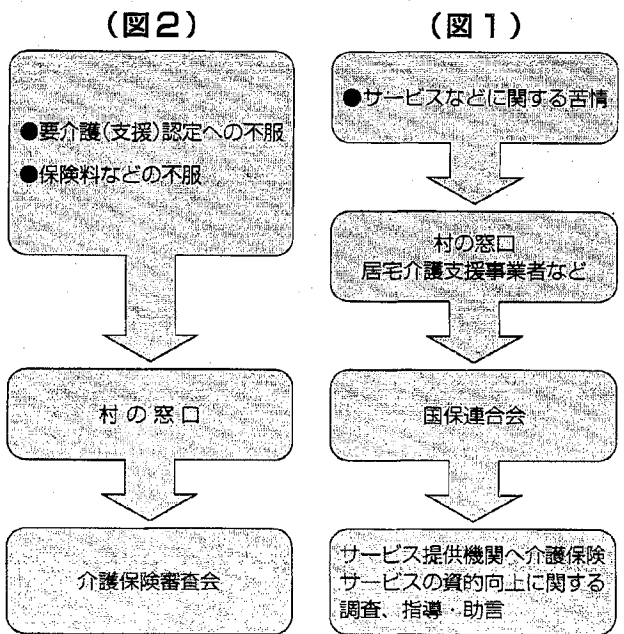 (図1)
●サービスなどに関する苦情
村の窓口
居宅介護支援事業者など
国保連合会
サービス提供機関へ介護保険
サービスの資的向上に関する
調査、指導・助言
(図2)
●要介護(支援)認定への不服
●保険料などの不服
村の窓口
介護保険審査会